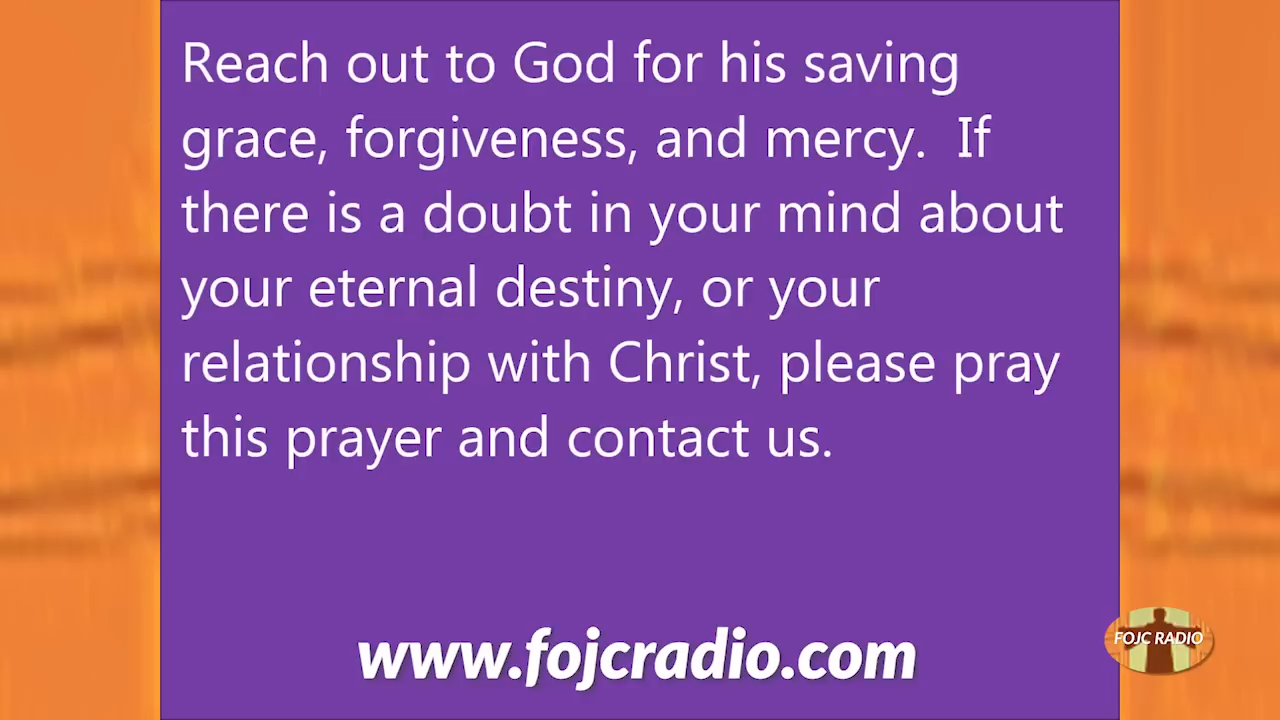 Reach out to God for his saving
grace, forgiveness, and mercy.  If
there is a doubt in your mind about
your eternal destiny, or your
relationship with Christ, please pray
this prayer and contact us.
www.fojcradio.com
FOJC RADIO